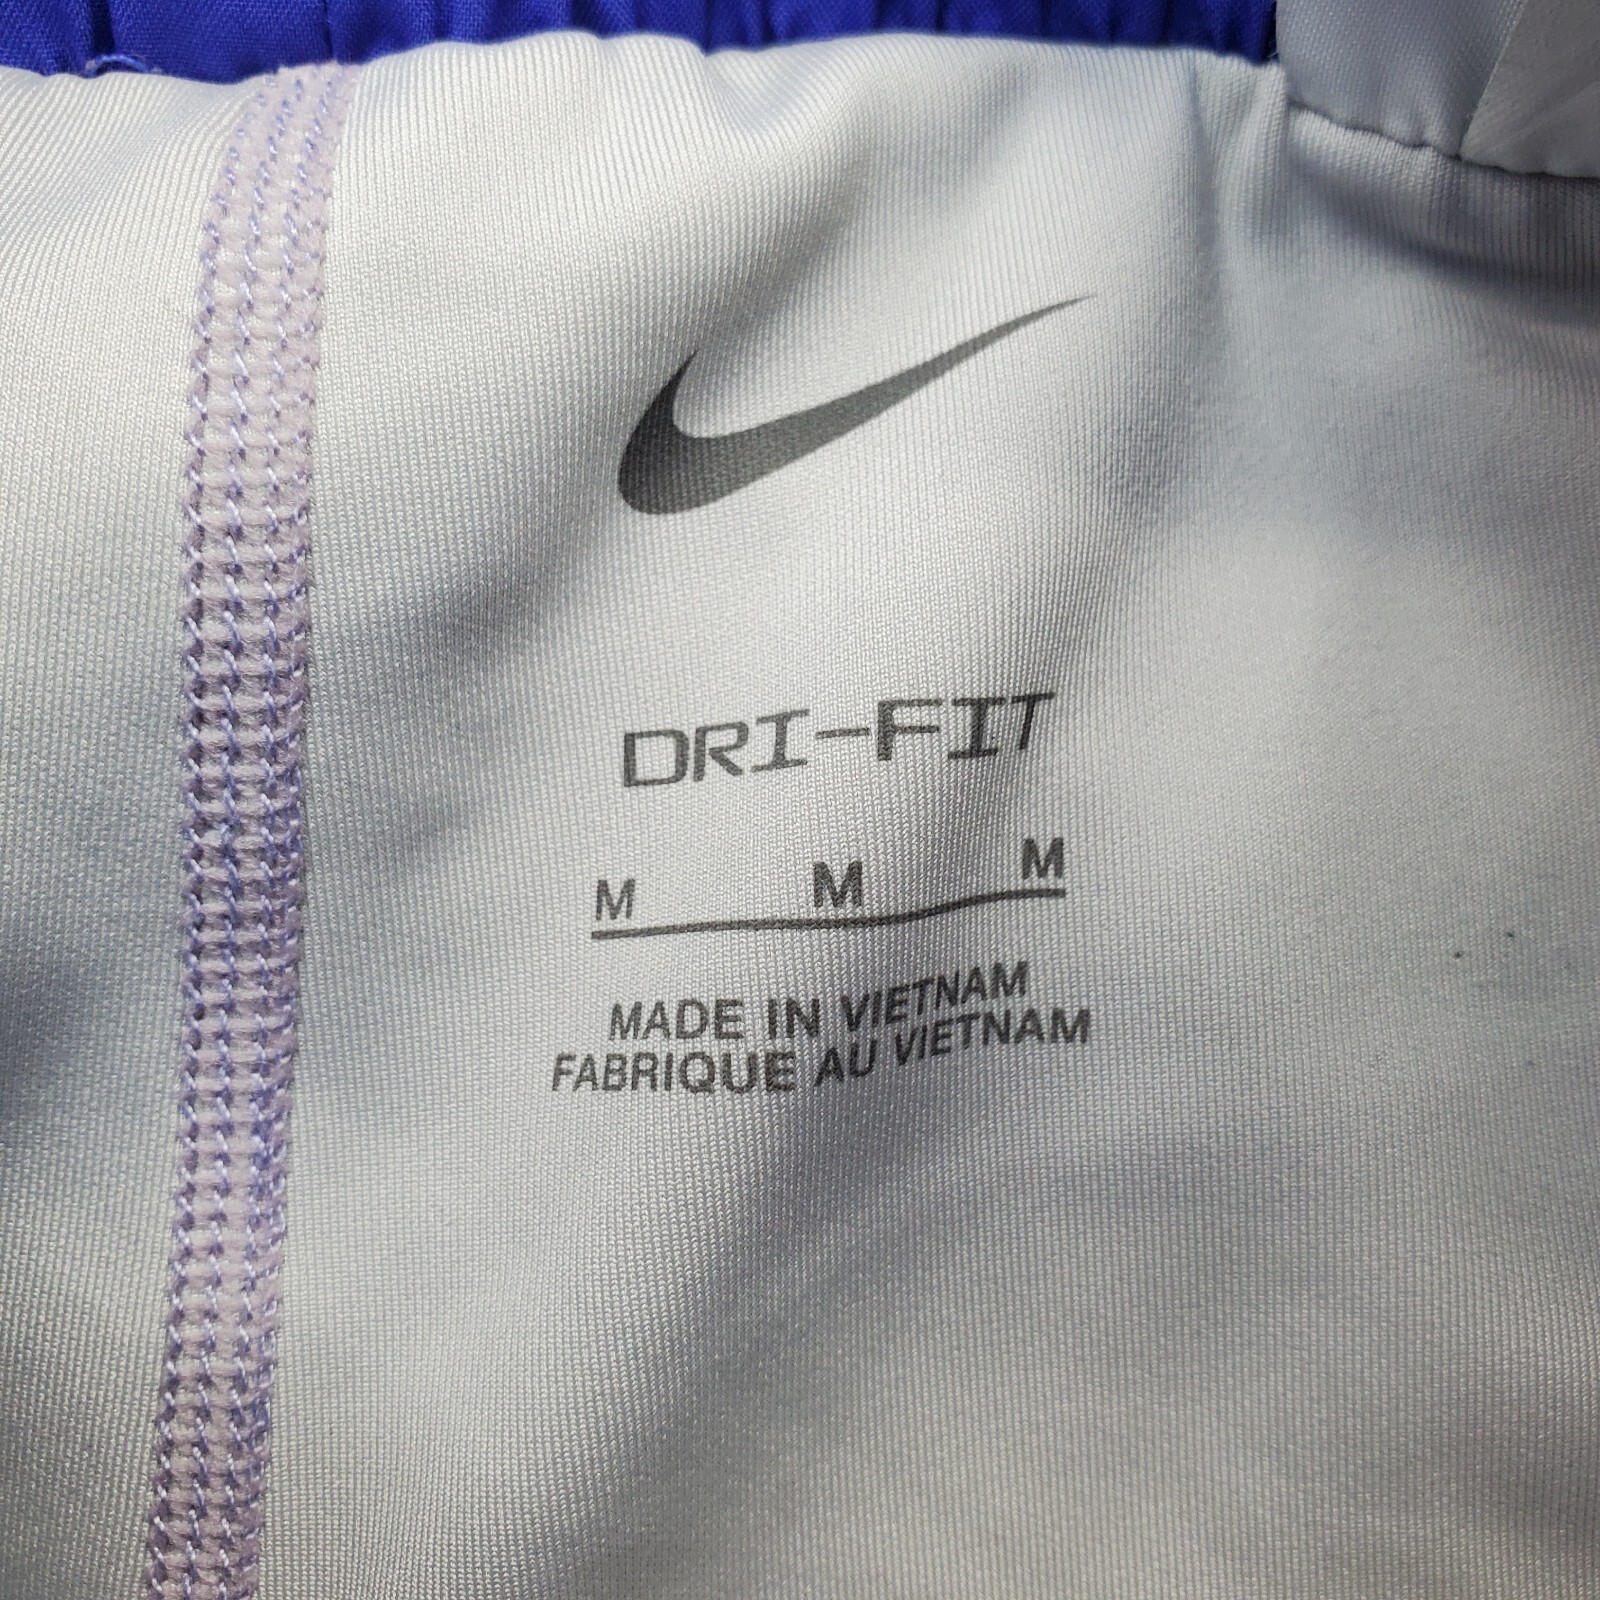 DRI-FIT
M M M
MADE IN VIETNAM
FABRIQUE AU VIETNAM